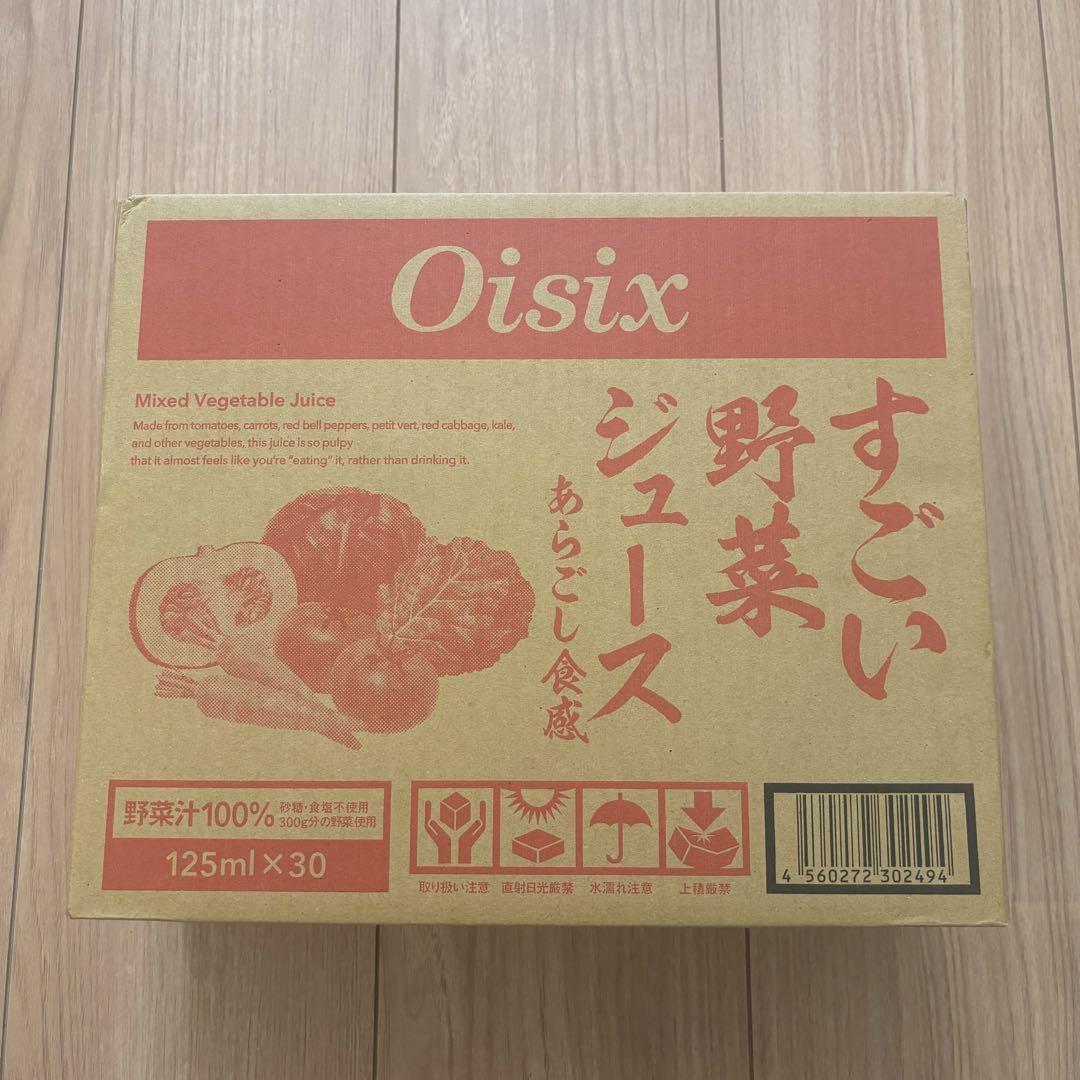 Oisix
Mixed Vegetable Juice
Made from tomatoes, carrots, red bell peppers, petit vert, red cabbage, kale,
and other vegetables, this juice is so pulpy
that it almost feels like you're "eating" it, rather than drinking it.
すごい
野菜
ジュース
あらごし食感
野菜汁100%
砂糖・食塩不使用
300g分の野菜使用
125ml×30
取り扱い注意
直射日光厳禁
水濡れ注意
上積厳禁
4 560272 302494